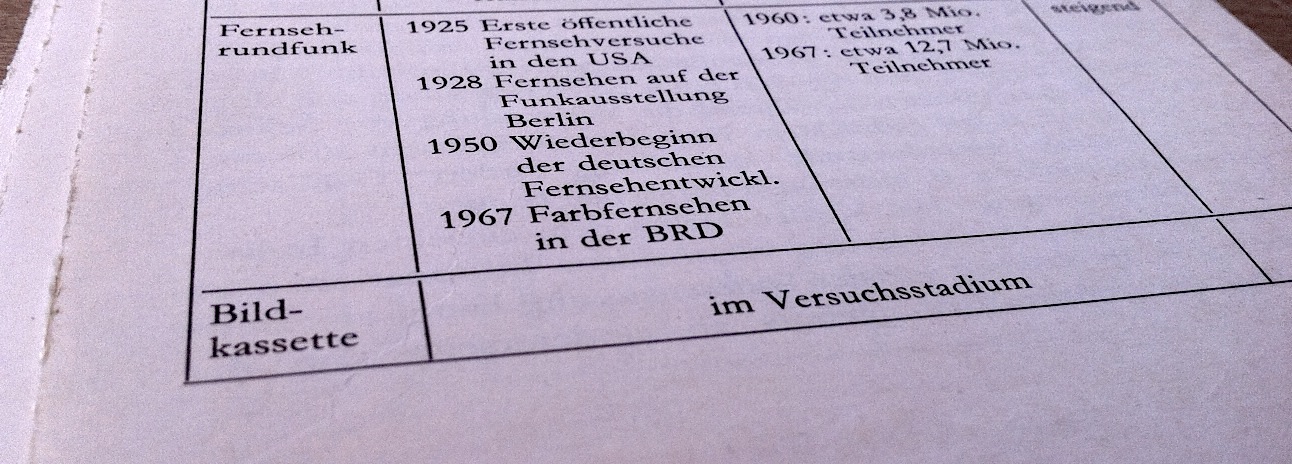 Fernseh-
rundfunk
1925 Erste öffentliche
Fernsehversuche
in den USA
1928 Fernsehen auf der
Funkausstellung
Berlin
1950 Wiederbeginn
der deutschen
Fernsehentwickl.
1967 Farbfernsehen
in der BRD
1960: etwa 3,8 Mio.
Teilnehmer
1967: etwa 12,7 Mio.
Teilnehmer
steigend
Bild-
kassette
im Versuchsstadium